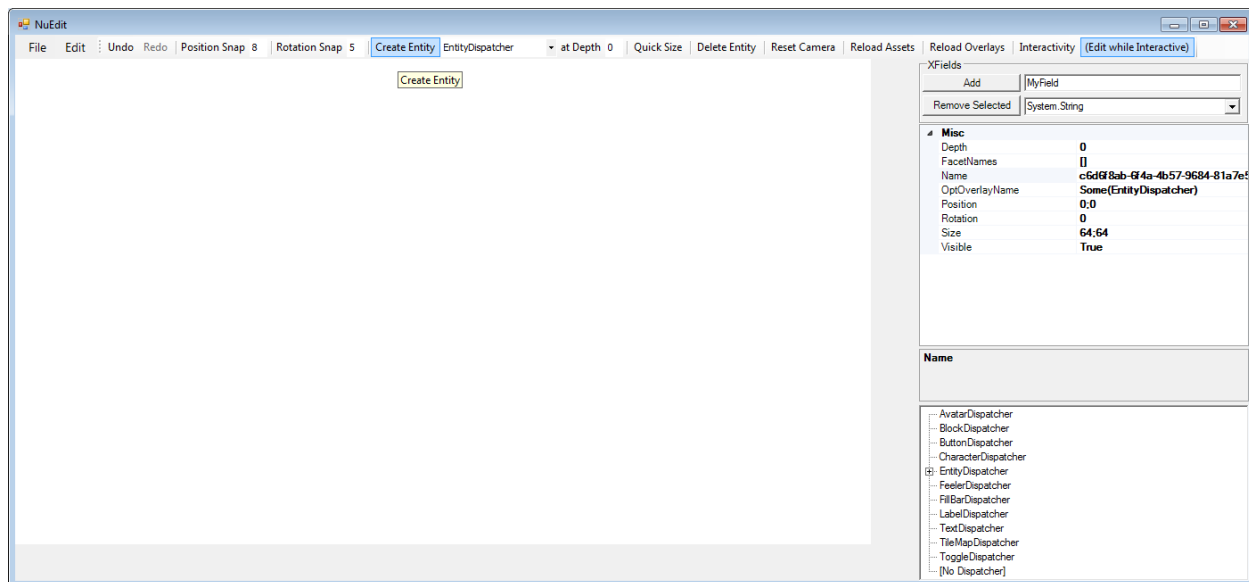 NuEdit
File Edit Undo Redo Position Snap 8 Rotation Snap 5 Create Entity EntityDispatcher at Depth 0 Quick Size Delete Entity Reset Camera Reload Assets Reload Overlays Interactivity (Edit while Interactive)
Create Entity
XFields
Add MyField
Remove Selected System.String
Misc
Depth 0
FacetNames []
Name c6d6f8ab-6f4a-4b57-9684-81a7e5
OptOverlayName Some(EntityDispatcher)
Position 0;0
Rotation 0
Size 64;64
Visible True
Name
AvatarDispatcher
BlockDispatcher
ButtonDispatcher
CharacterDispatcher
EntityDispatcher
FeelerDispatcher
FillBarDispatcher
LabelDispatcher
TextDispatcher
TileMapDispatcher
ToggleDispatcher
[No Dispatcher]